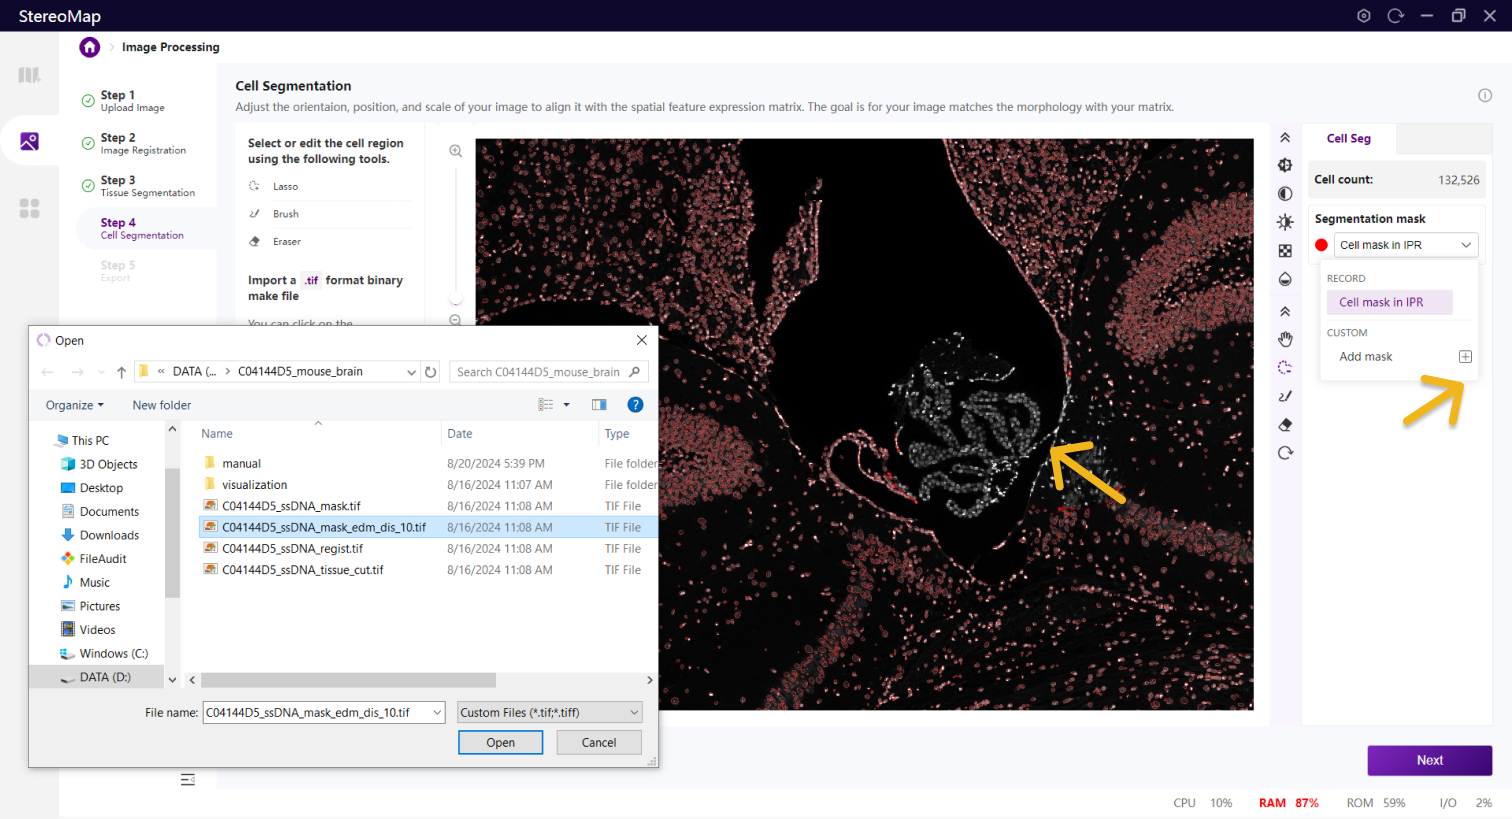 StereoMap
Image Processing
Step 1
Upload Image
Step 2
Image Registration
Step 3
Tissue Segmentation
Step 4
Cell Segmentation
Step 5
Export
Cell Segmentation
Adjust the orientaion, position, and scale of your image to align it with the spatial feature expression matrix. The goal is for your image matches the morphology with your matrix.
Select or edit the cell region
using the following tools.
Lasso
Brush
Eraser
Import a .tif format binary
make file
You can click on the
Cell Seg
Cell count: 132,526
Segmentation mask
Cell mask in IPR
RECORD
Cell mask in IPR
CUSTOM
Add mask
Open
« DATA (... › C04144D5_mouse_brain
Search C04144D5_mouse_brain
Organize
New folder
Name Date Type
This PC
3D Objects
Desktop
Documents
Downloads
FileAudit
Music
Pictures
Videos
Windows (C:)
DATA (D:)
manual 8/20/2024 5:39 PM File folder
visualization 8/16/2024 11:07 AM File folder
C04144D5_ssDNA_mask.tif 8/16/2024 11:08 AM TIF File
C04144D5_ssDNA_mask_edm_dis_10.tif 8/16/2024 11:08 AM TIF File
C04144D5_ssDNA_regist.tif 8/16/2024 11:08 AM TIF File
C04144D5_ssDNA_tissue_cut.tif 8/16/2024 11:08 AM TIF File
File name: C04144D5_ssDNA_mask_edm_dis_10.tif
Custom Files (*.tif;*.tiff)
Open
Cancel
Next
CPU 10% RAM 87% ROM 59% I/O 2%